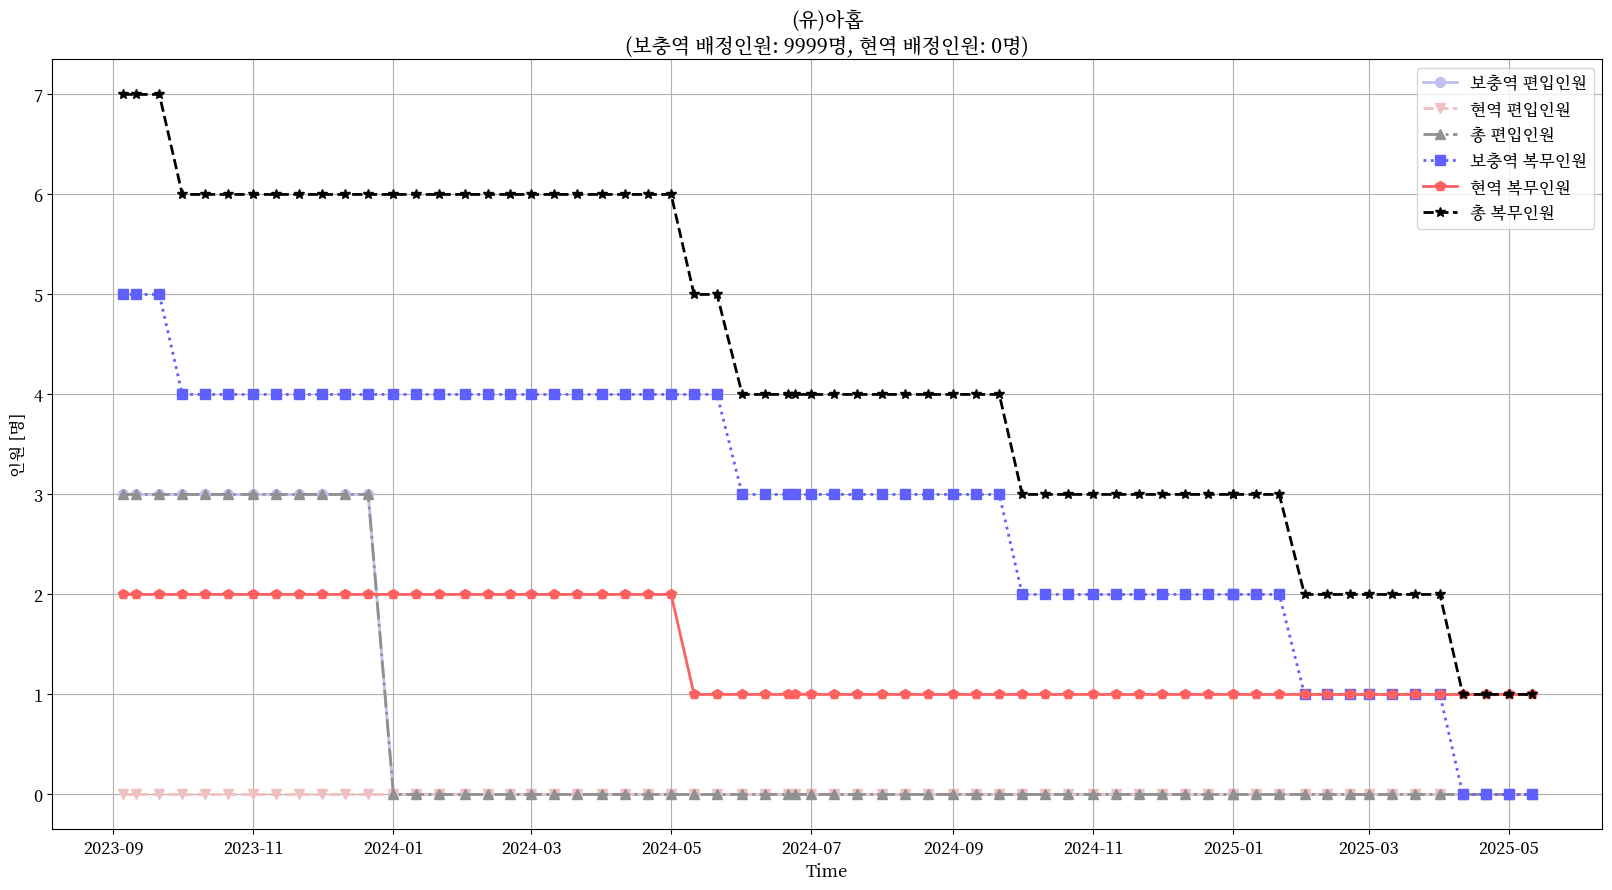 (유)아홉
(보충역 배정인원: 9999명, 현역 배정인원: 0명)
보충역 편입인원
현역 편입인원
총 편입인원
보충역 복무인원
현역 복무인원
총 복무인원
인원 [명]
7
6
5
4
3
2
1
0
2023-09 2023-11 2024-01 2024-03 2024-05 2024-07 2024-09 2024-11 2025-01 2025-03 2025-05
Time